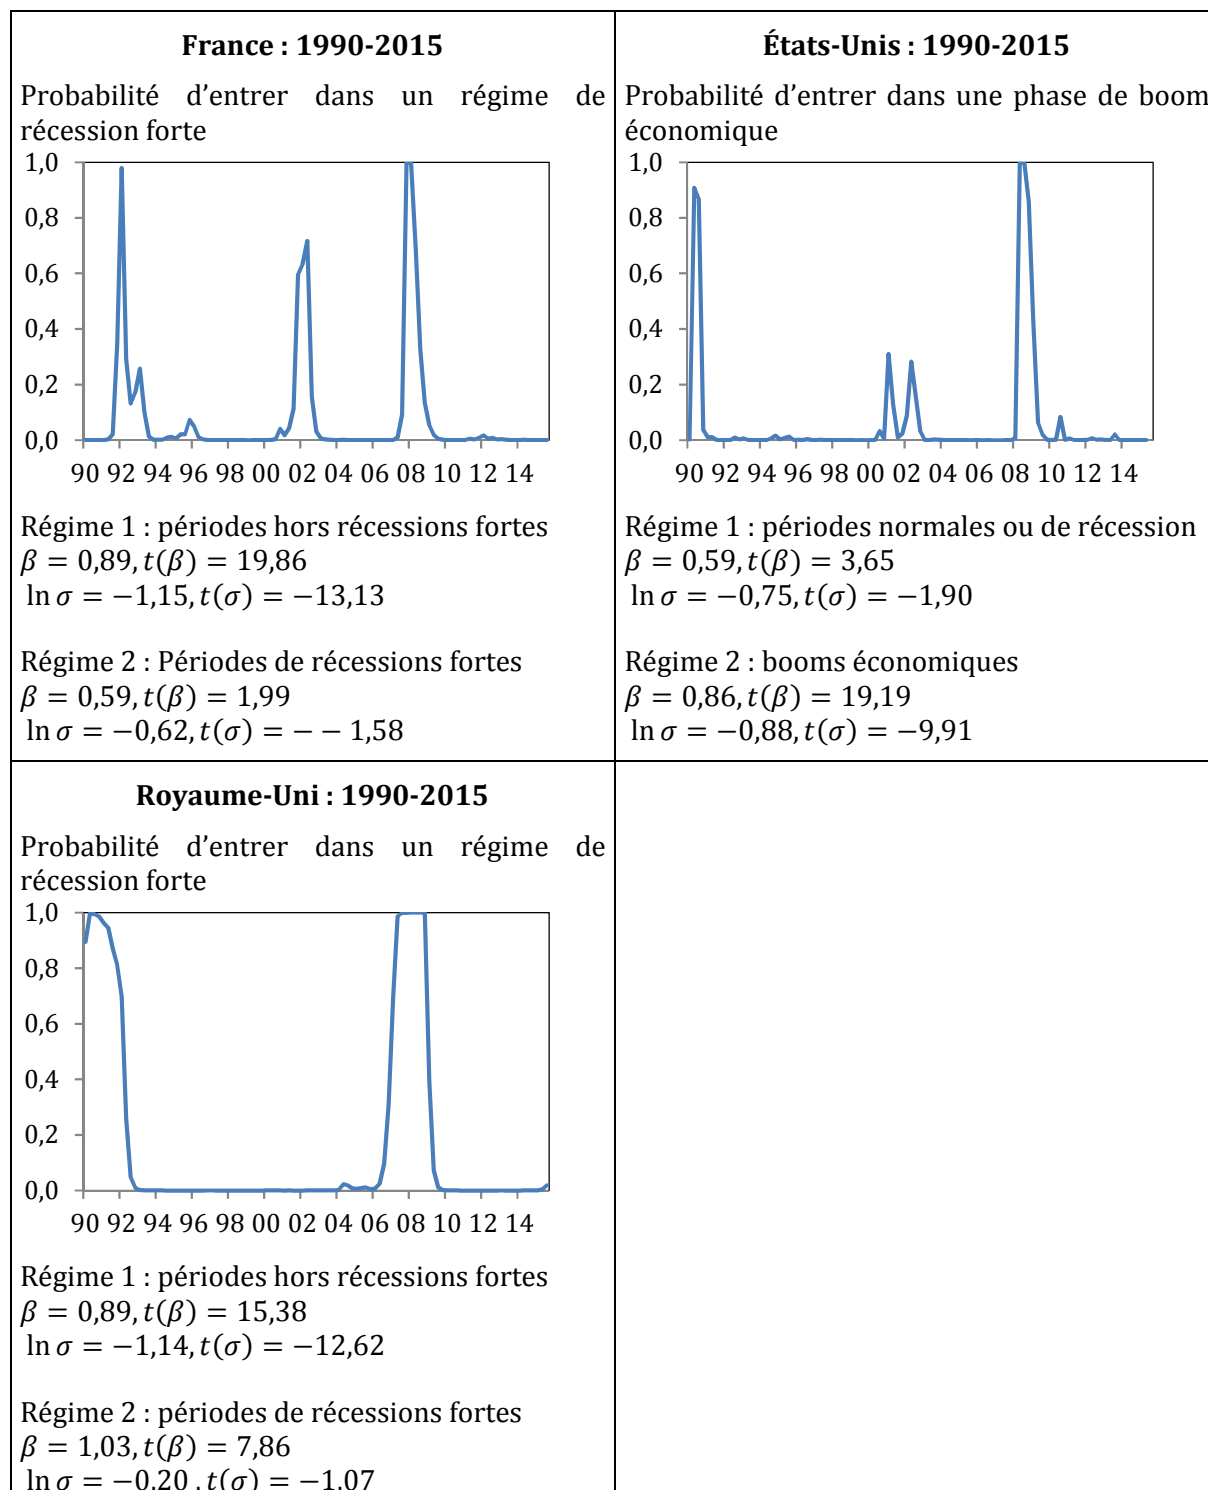 France : 1990-2015
Probabilité d'entrer dans un régime de
récession forte
1,0
0,8
0,6
0,4
0,2
0,0
90 92 94 96 98 00 02 04 06 08 10 12 14
Régime 1 : périodes hors récessions fortes
β = 0,89, t(β) = 19,86
ln σ = −1,15, t(σ) = −13,13
Régime 2 : Périodes de récessions fortes
β = 0,59, t(β) = 1,99
ln σ = −0,62, t(σ) = − − 1,58
États-Unis : 1990-2015
Probabilité d'entrer dans une phase de boom
économique
1,0
0,8
0,6
0,4
0,2
0,0
90 92 94 96 98 00 02 04 06 08 10 12 14
Régime 1 : périodes normales ou de récession
β = 0,59, t(β) = 3,65
ln σ = −0,75, t(σ) = −1,90
Régime 2 : booms économiques
β = 0,86, t(β) = 19,19
ln σ = −0,88, t(σ) = −9,91
Royaume-Uni : 1990-2015
Probabilité d'entrer dans un régime de
récession forte
1,0
0,8
0,6
0,4
0,2
0,0
90 92 94 96 98 00 02 04 06 08 10 12 14
Régime 1 : périodes hors récessions fortes
β = 0,89, t(β) = 15,38
ln σ = −1,14, t(σ) = −12,62
Régime 2 : périodes de récessions fortes
β = 1,03, t(β) = 7,86
ln σ = −0,20 , t(σ) = −1,07